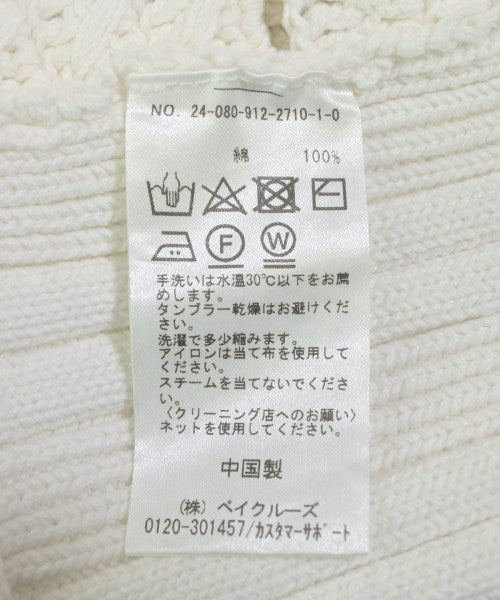 NO. 24-080-912-2710-1-0
綿 100%
F W
手洗いは水温30℃以下をお薦
めします。
タンブラー乾燥はお避けくだ
さい。
洗濯で多少縮みます。
アイロンは当て布を使用して
ください。
スチームを当てないでくださ
い。
〈クリーニング店へのお願い〉
ネットを使用してください。
中国製
（株）ベイクルーズ
0120-301457/カスタマーサポート